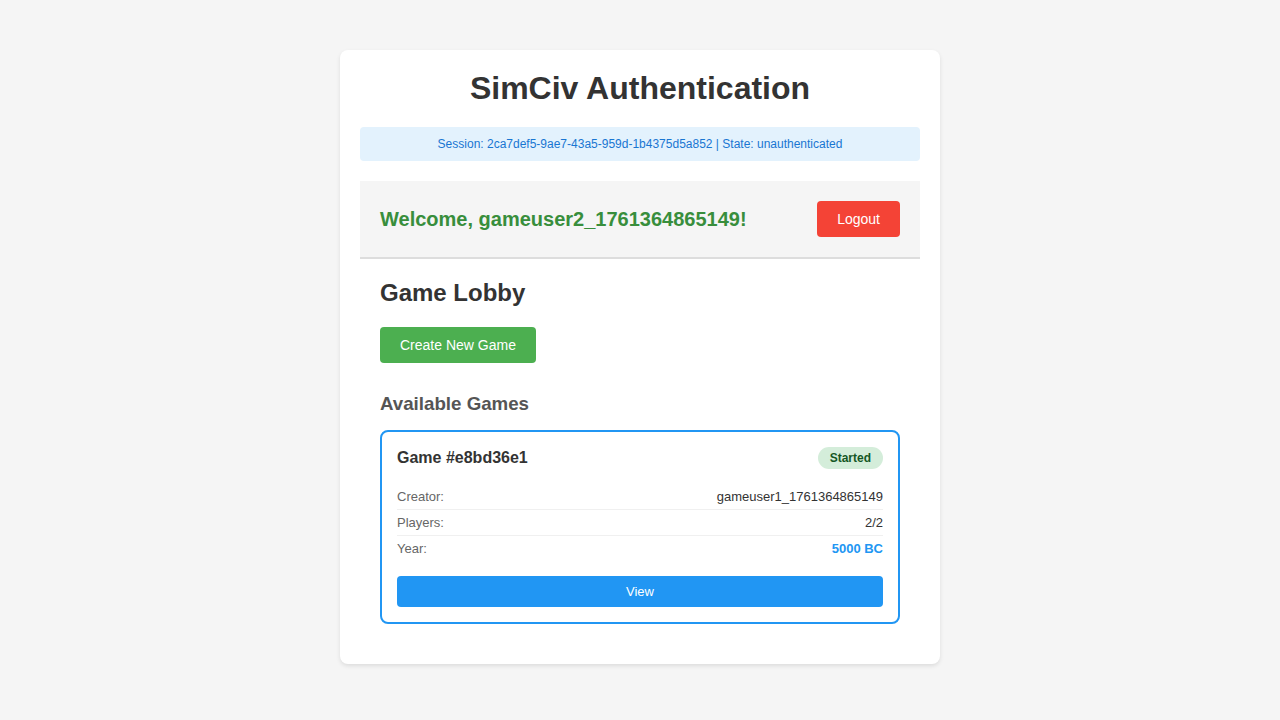 SimCiv Authentication
Session: 2ca7def5-9ae7-43a5-959d-1b4375d5a852 | State: unauthenticated
Welcome, gameuser2_1761364865149!
Logout
Game Lobby
Create New Game
Available Games
Game #e8bd36e1
Started
Creator: gameuser1_1761364865149
Players: 2/2
Year: 5000 BC
View